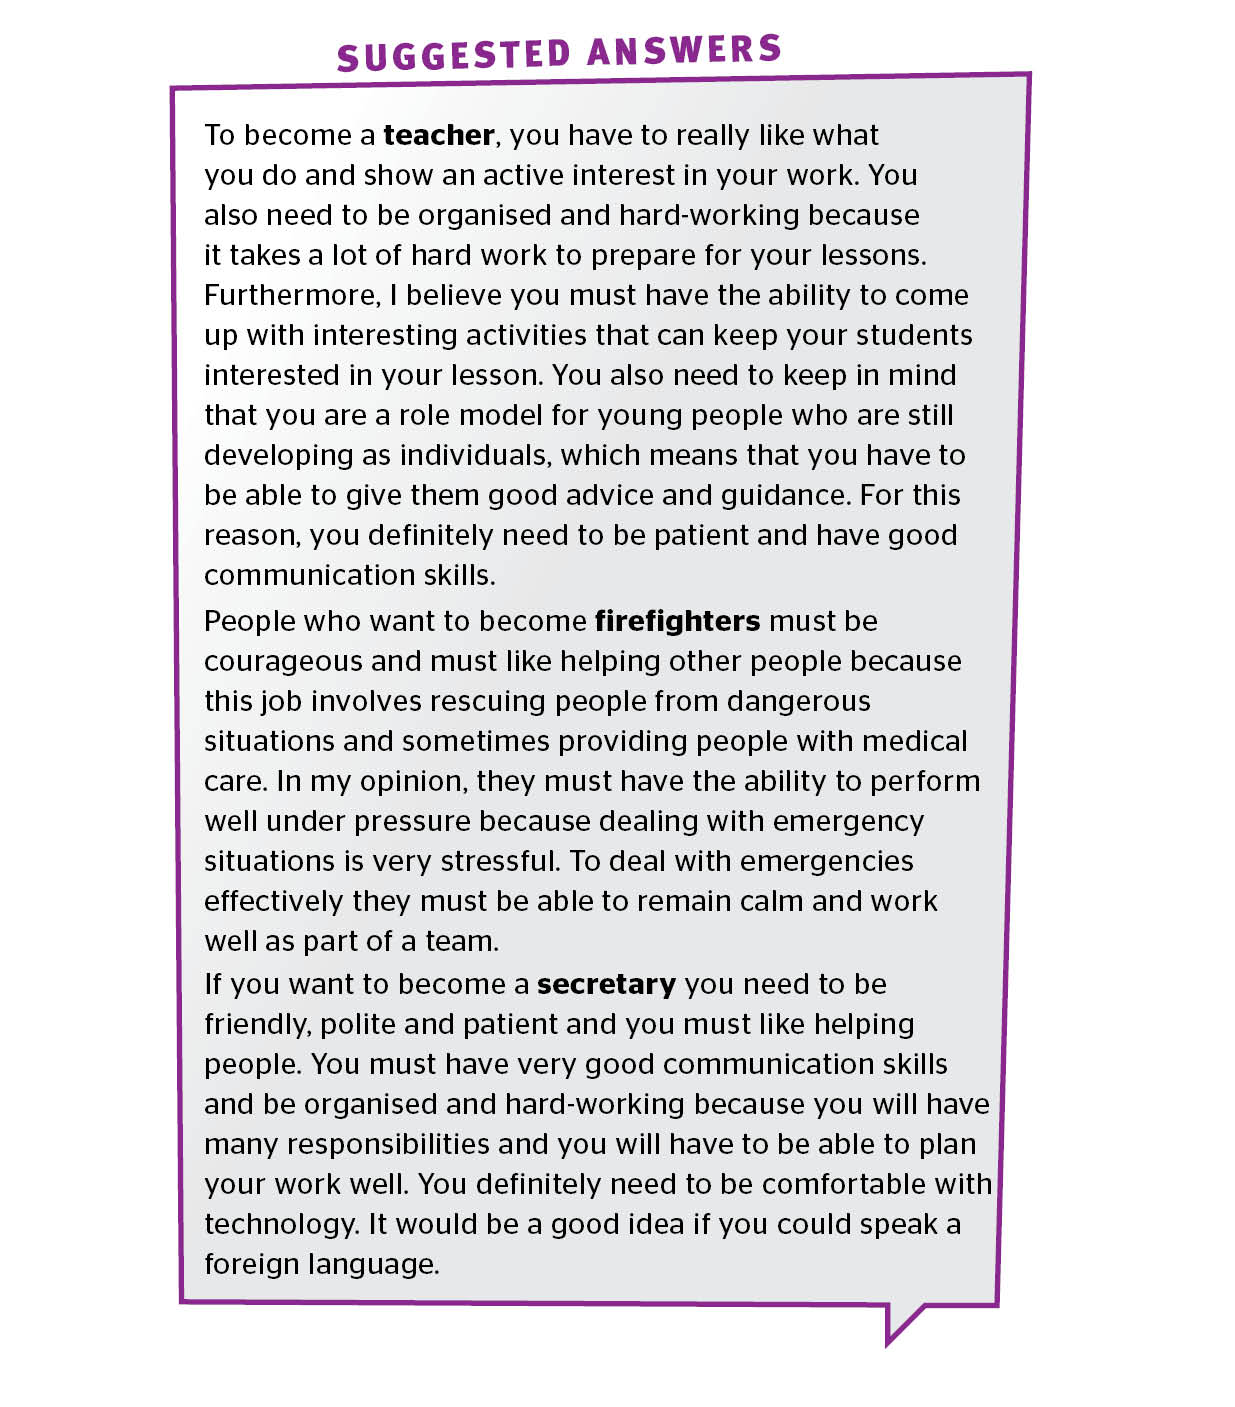 SUGGESTED ANSWERS
To become a teacher, you have to really like what
you do and show an active interest in your work. You
also need to be organised and hard-working because
it takes a lot of hard work to prepare for your lessons.
Furthermore, I believe you must have the ability to come
up with interesting activities that can keep your students
interested in your lesson. You also need to keep in mind
that you are a role model for young people who are still
developing as individuals, which means that you have to
be able to give them good advice and guidance. For this
reason, you definitely need to be patient and have good
communication skills.
People who want to become firefighters must be
courageous and must like helping other people because
this job involves rescuing people from dangerous
situations and sometimes providing people with medical
care. In my opinion, they must have the ability to perform
well under pressure because dealing with emergency
situations is very stressful. To deal with emergencies
effectively they must be able to remain calm and work
well as part of a team.
If you want to become a secretary you need to be
friendly, polite and patient and you must like helping
people. You must have very good communication skills
and be organised and hard-working because you will have
many responsibilities and you will have to be able to plan
your work well. You definitely need to be comfortable with
technology. It would be a good idea if you could speak a
foreign language.